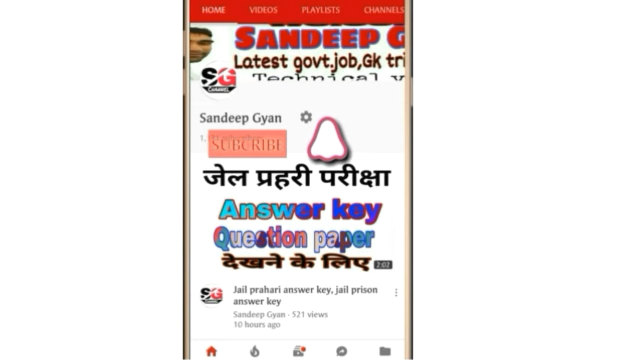 HOME VIDEOS PLAYLISTS CHANNELS
SANDEEP G
Latest govt.job,Gk tri
Technical v
SG
CHANNEL
Sandeep Gyan
SUBCRIBE
जेल प्रहरी परीक्षा
Answer key
Question paper
देखने के लिए
2:02
SG
Jail prahari answer key, jail prison
answer key
Sandeep Gyan · 521 views
10 hours ago